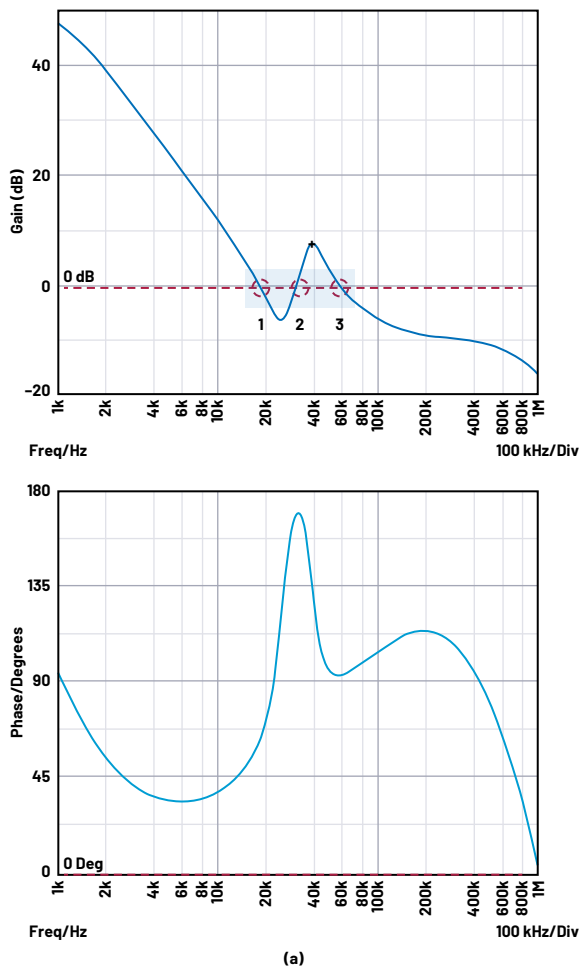 Gain (dB)
40
20
0
–20
0 dB
1 2 3
1k 2k 4k 6k 8k 10k 20k 40k 60k 80k 100k 200k 400k 600k 800k 1M
Freq/Hz 100 kHz/Div
Phase/Degrees
180
135
90
45
0
0 Deg
1k 2k 4k 6k 8k 10k 20k 40k 60k 80k 100k 200k 400k 600k 800k 1M
Freq/Hz 100 kHz/Div
(a)